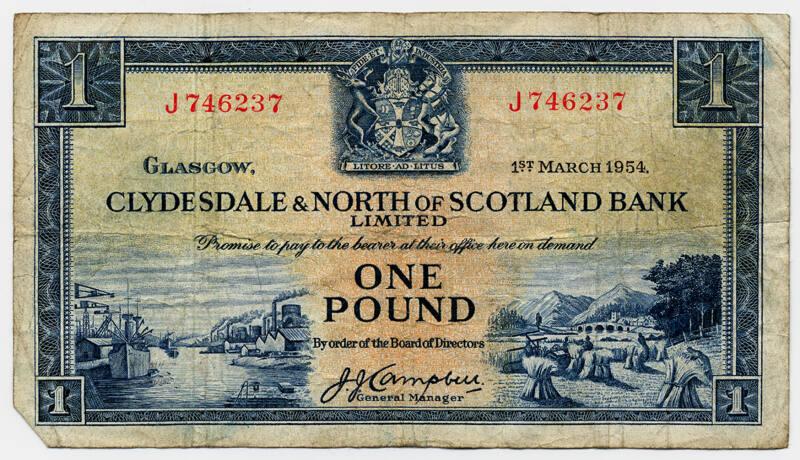 1 1
J 746237 J 746237
LITORE·AD·LITUS
GLASGOW, 1ST MARCH 1954.
CLYDESDALE & NORTH OF SCOTLAND BANK
LIMITED
Promise to pay to the bearer at their office here on demand
ONE
POUND
By order of the Board of Directors
J.J. Campbell.
General Manager
1 1